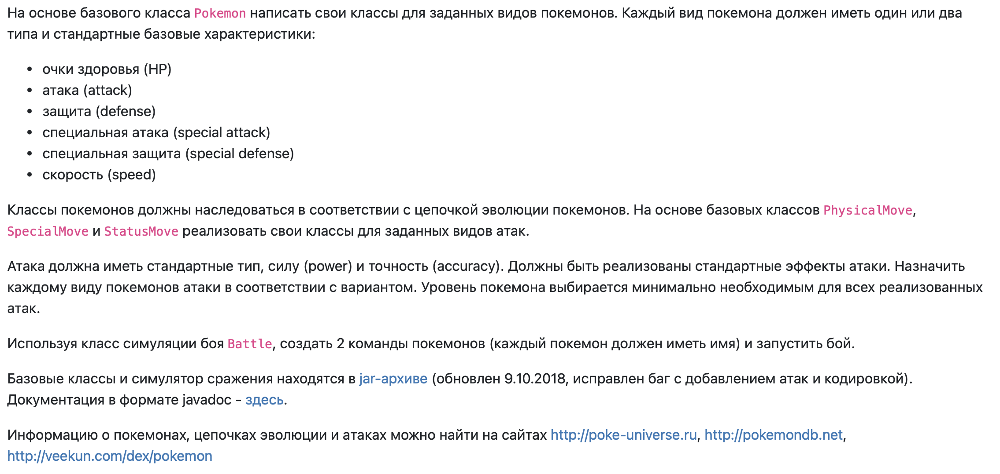 На основе базового класса Pokemon написать свои классы для заданных видов покемонов. Каждый вид покемона должен иметь один или два
типа и стандартные базовые характеристики:
• очки здоровья (HP)
• атака (attack)
• защита (defense)
• специальная атака (special attack)
• специальная защита (special defense)
• скорость (speed)
Классы покемонов должны наследоваться в соответствии с цепочкой эволюции покемонов. На основе базовых классов PhysicalMove,
SpecialMove и StatusMove реализовать свои классы для заданных видов атак.
Атака должна иметь стандартные тип, силу (power) и точность (accuracy). Должны быть реализованы стандартные эффекты атаки. Назначить
каждому виду покемонов атаки в соответствии с вариантом. Уровень покемона выбирается минимально необходимым для всех реализованных
атак.
Используя класс симуляции боя Battle, создать 2 команды покемонов (каждый покемон должен иметь имя) и запустить бой.
Базовые классы и симулятор сражения находятся в jar-архиве (обновлен 9.10.2018, исправлен баг с добавлением атак и кодировкой).
Документация в формате javadoc - здесь.
Информацию о покемонах, цепочках эволюции и атаках можно найти на сайтах http://poke-universe.ru, http://pokemondb.net,
http://veekun.com/dex/pokemon